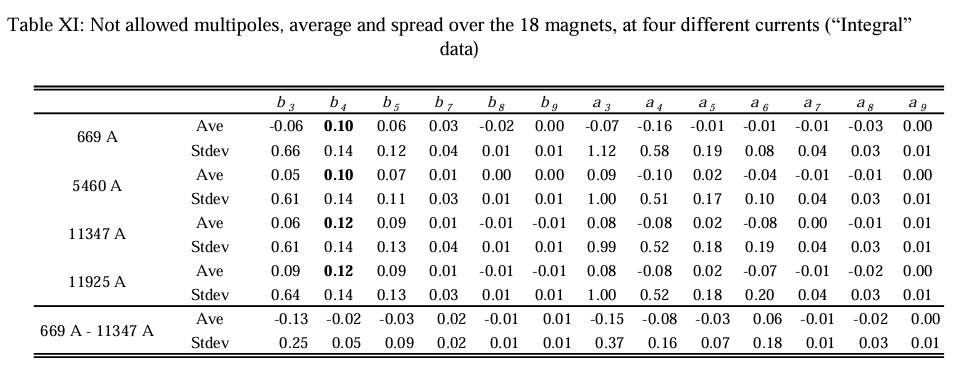 Table XI: Not allowed multipoles, average and spread over the 18 magnets, at four different currents (“Integral”
data)
b3 b4 b5 b7 b8 b9 a3 a4 a5 a6 a7 a8 a9
669 A Ave -0.06 0.10 0.06 0.03 -0.02 0.00 -0.07 -0.16 -0.01 -0.01 -0.01 -0.03 0.00
Stdev 0.66 0.14 0.12 0.04 0.01 0.01 1.12 0.58 0.19 0.08 0.04 0.03 0.01
5460 A Ave 0.05 0.10 0.07 0.01 0.00 0.00 0.09 -0.10 0.02 -0.04 -0.01 -0.01 0.00
Stdev 0.61 0.14 0.11 0.03 0.01 0.01 1.00 0.51 0.17 0.10 0.04 0.03 0.01
11347 A Ave 0.06 0.12 0.09 0.01 -0.01 -0.01 0.08 -0.08 0.02 -0.08 0.00 -0.01 0.01
Stdev 0.61 0.14 0.13 0.04 0.01 0.01 0.99 0.52 0.18 0.19 0.04 0.03 0.01
11925 A Ave 0.09 0.12 0.09 0.01 -0.01 -0.01 0.08 -0.08 0.02 -0.07 -0.01 -0.02 0.00
Stdev 0.64 0.14 0.13 0.03 0.01 0.01 1.00 0.52 0.18 0.20 0.04 0.03 0.01
669 A - 11347 A Ave -0.13 -0.02 -0.03 0.02 -0.01 0.01 -0.15 -0.08 -0.03 0.06 -0.01 -0.02 0.00
Stdev 0.25 0.05 0.09 0.02 0.01 0.01 0.37 0.16 0.07 0.18 0.01 0.03 0.01